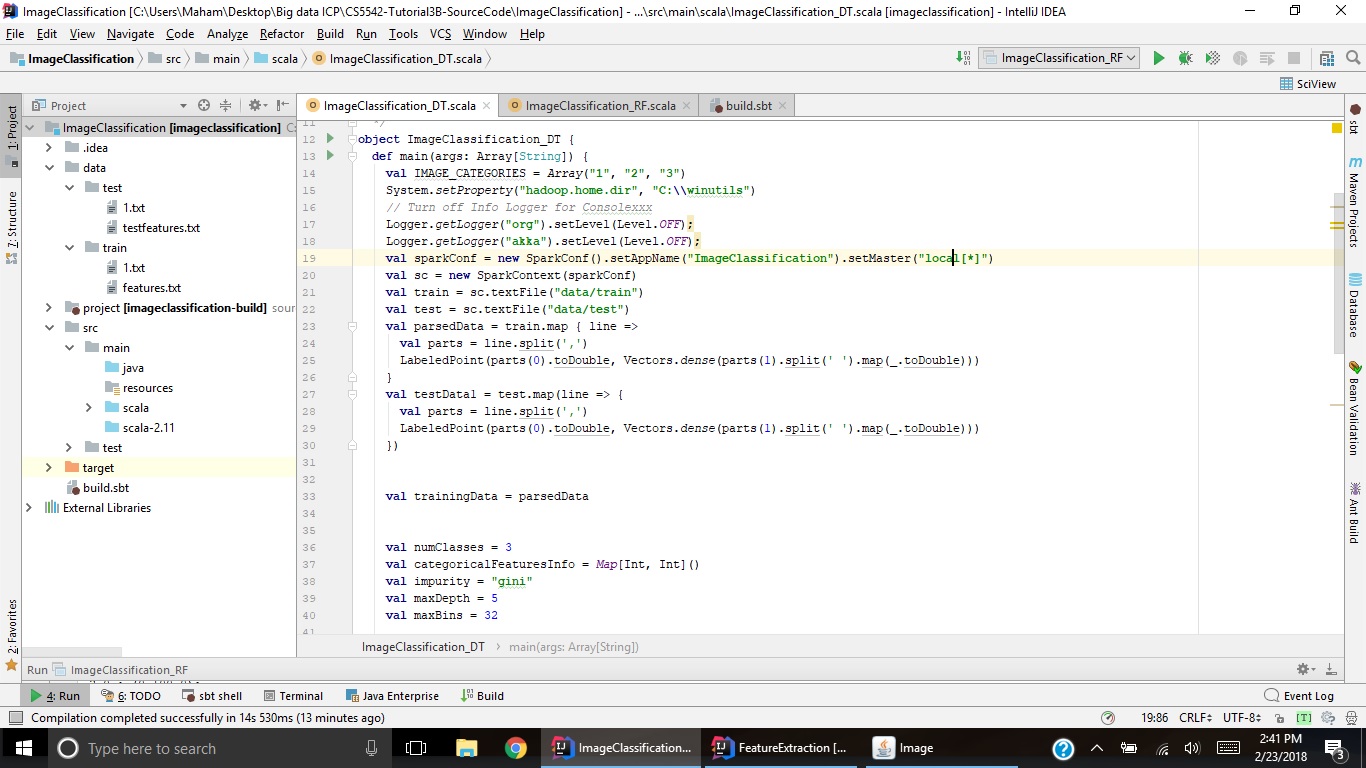 ImageClassification [C:\Users\Maham\Desktop\Big data ICP\CS5542-Tutorial3B-SourceCode\ImageClassification] - ...\src\main\scala\ImageClassification_DT.scala [imageclassification] - IntelliJ IDEA
File Edit View Navigate Code Analyze Refactor Build Run Tools VCS Window Help
ImageClassification src main scala ImageClassification_DT.scala ImageClassification_RF
SciView
Project
ImageClassification_DT.scala ImageClassification_RF.scala build.sbt
1: Project
7: Structure
2: Favorites
ImageClassification [imageclassification] C:
.idea
data
test
1.txt
testfeatures.txt
train
1.txt
features.txt
project [imageclassification-build] sour
src
main
java
resources
scala
scala-2.11
test
target
build.sbt
External Libraries
11 */
12 object ImageClassification_DT {
13 def main(args: Array[String]) {
14 val IMAGE_CATEGORIES = Array("1", "2", "3")
15 System.setProperty("hadoop.home.dir", "C:\\winutils")
16 // Turn off Info Logger for Consolexxx
17 Logger.getLogger("org").setLevel(Level.OFF);
18 Logger.getLogger("akka").setLevel(Level.OFF);
19 val sparkConf = new SparkConf().setAppName("ImageClassification").setMaster("local[*]")
20 val sc = new SparkContext(sparkConf)
21 val train = sc.textFile("data/train")
22 val test = sc.textFile("data/test")
23 val parsedData = train.map { line =>
24 val parts = line.split(',')
25 LabeledPoint(parts(0).toDouble, Vectors.dense(parts(1).split(' ').map(_.toDouble)))
26 }
27 val testData1 = test.map(line => {
28 val parts = line.split(',')
29 LabeledPoint(parts(0).toDouble, Vectors.dense(parts(1).split(' ').map(_.toDouble)))
30 })
31
32
33 val trainingData = parsedData
34
35
36 val numClasses = 3
37 val categoricalFeaturesInfo = Map[Int, Int]()
38 val impurity = "gini"
39 val maxDepth = 5
40 val maxBins = 32
41
ImageClassification_DT main(args: Array[String])
sbt
Maven Projects
Database
Bean Validation
Ant Build
Run ImageClassification_RF
4: Run 6: TODO sbt shell Terminal Java Enterprise Build Event Log
Compilation completed successfully in 14s 530ms (13 minutes ago) 19:86 CRLF UTF-8 [T]
Type here to search ImageClassification... FeatureExtraction [... Image 2:41 PM
2/23/2018 3